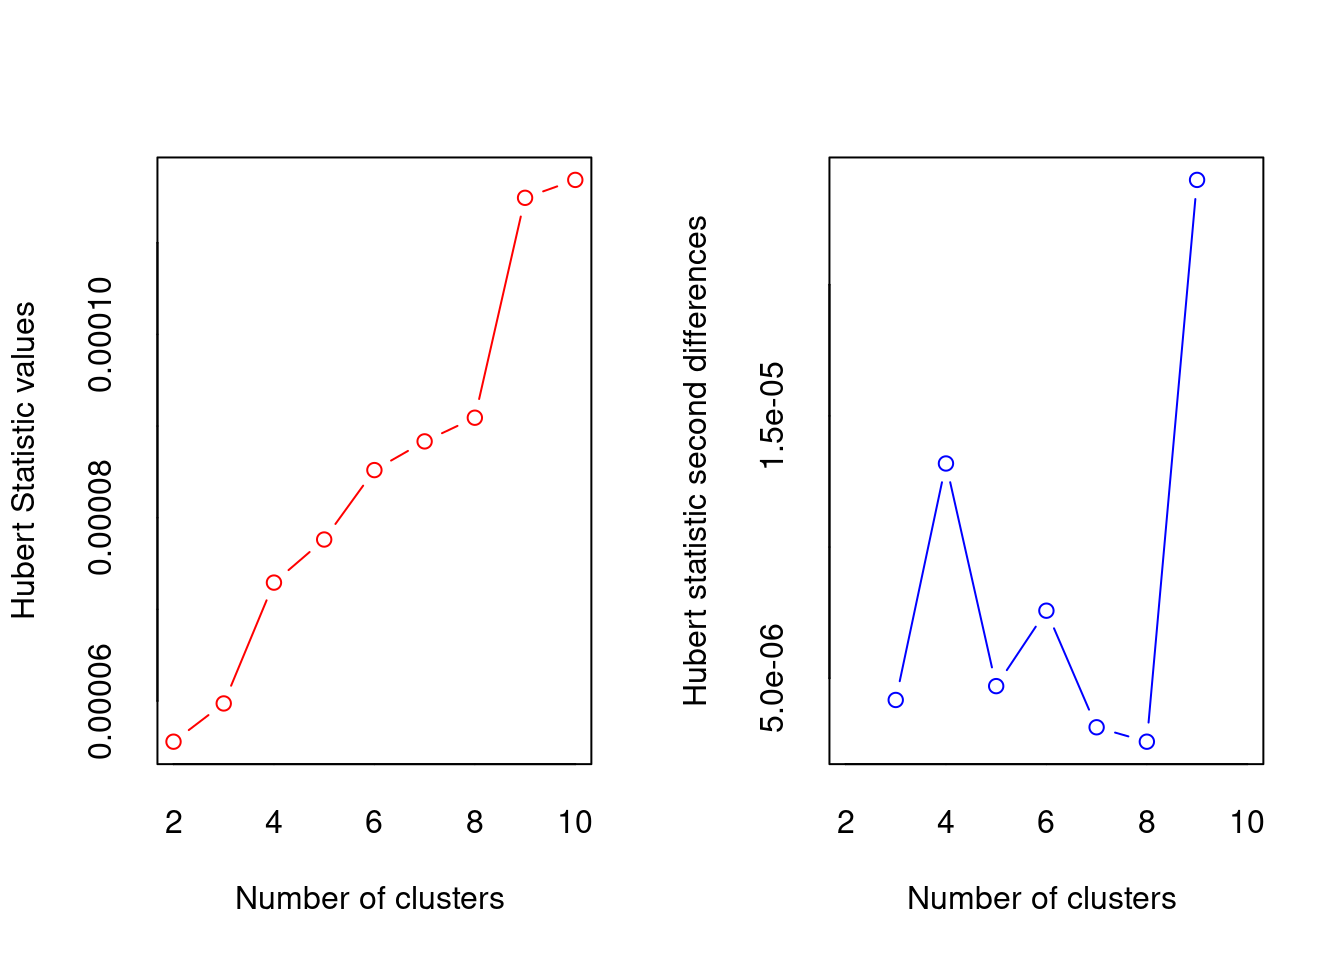 Hubert Statistic values
0.00006 0.00008 0.00010
2 4 6 8 10
Number of clusters
Hubert statistic second differences
5.0e-06 1.5e-05
2 4 6 8 10
Number of clusters